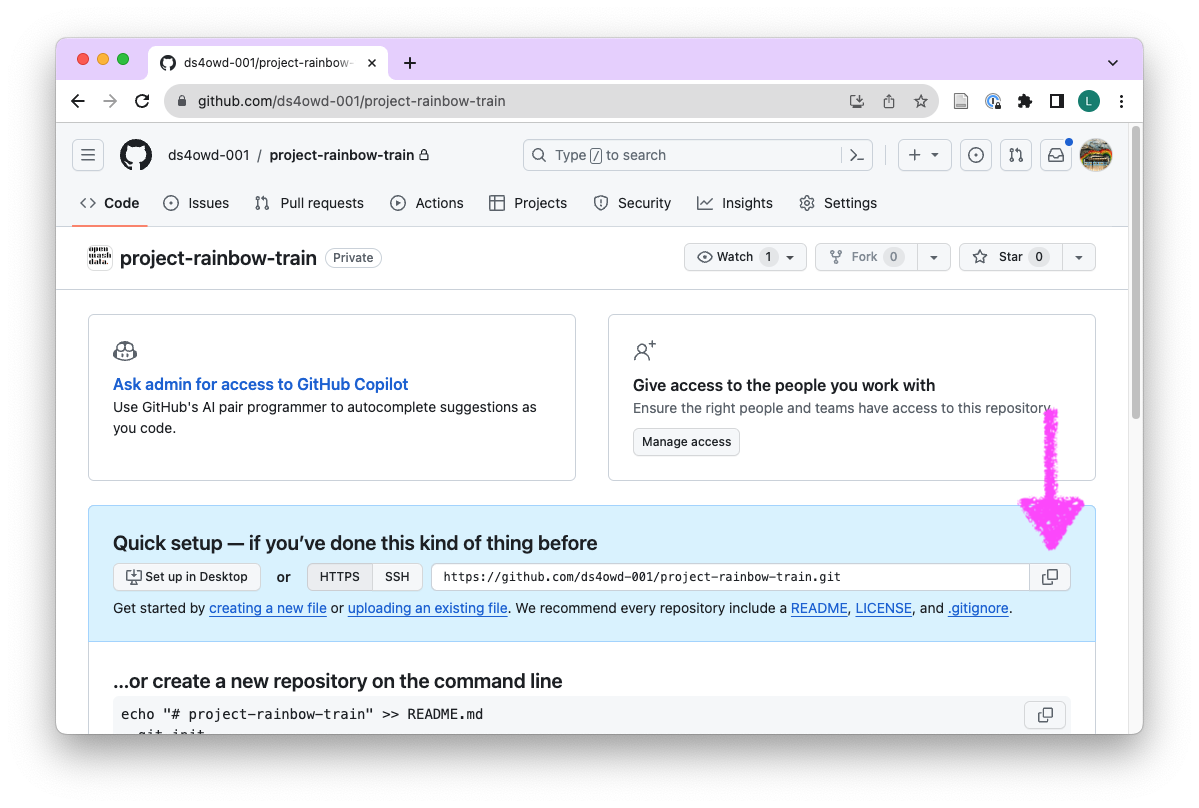 ds4owd-001/project-rainbow-
github.com/ds4owd-001/project-rainbow-train
L
ds4owd-001 / project-rainbow-train
Type / to search
Code
Issues
Pull requests
Actions
Projects
Security
Insights
Settings
open
wash
data.
project-rainbow-train
Private
Watch 1
Fork 0
Star 0
Ask admin for access to GitHub Copilot
Use GitHub's AI pair programmer to autocomplete suggestions as
you code.
Give access to the people you work with
Ensure the right people and teams have access to this repository.
Manage access
Quick setup — if you’ve done this kind of thing before
Set up in Desktop
or
HTTPS
SSH
https://github.com/ds4owd-001/project-rainbow-train.git
Get started by creating a new file or uploading an existing file. We recommend every repository include a README, LICENSE, and .gitignore.
…or create a new repository on the command line
echo "# project-rainbow-train" >> README.md
git init